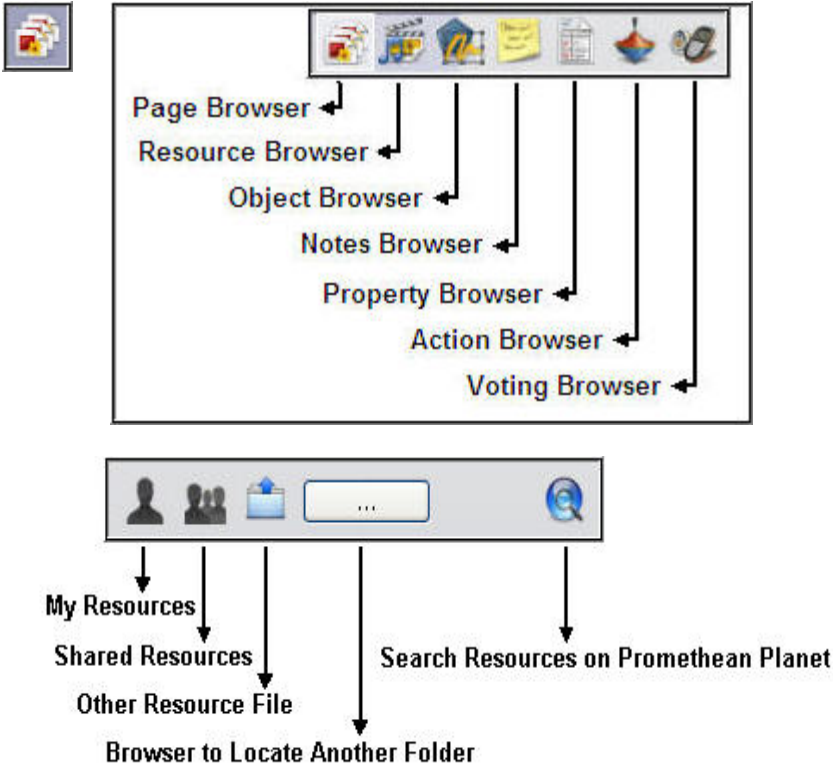 Page Browser
Resource Browser
Object Browser
Notes Browser
Property Browser
Action Browser
Voting Browser
...
My Resources
Shared Resources
Search Resources on Promethean Planet
Other Resource File
Browser to Locate Another Folder